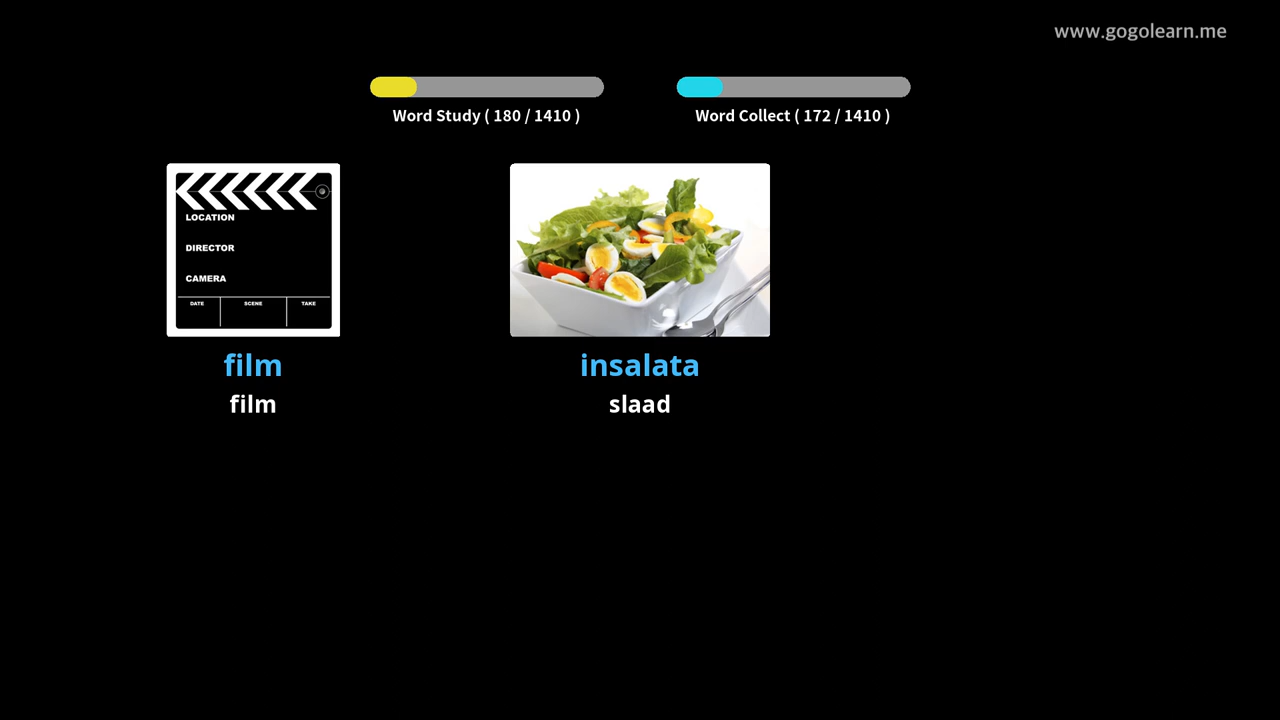 www.gogolearn.me
Word Study ( 180 / 1410 )
Word Collect ( 172 / 1410 )
LOCATION
DIRECTOR
CAMERA
DATE SCENE TAKE
film
film
insalata
slaad